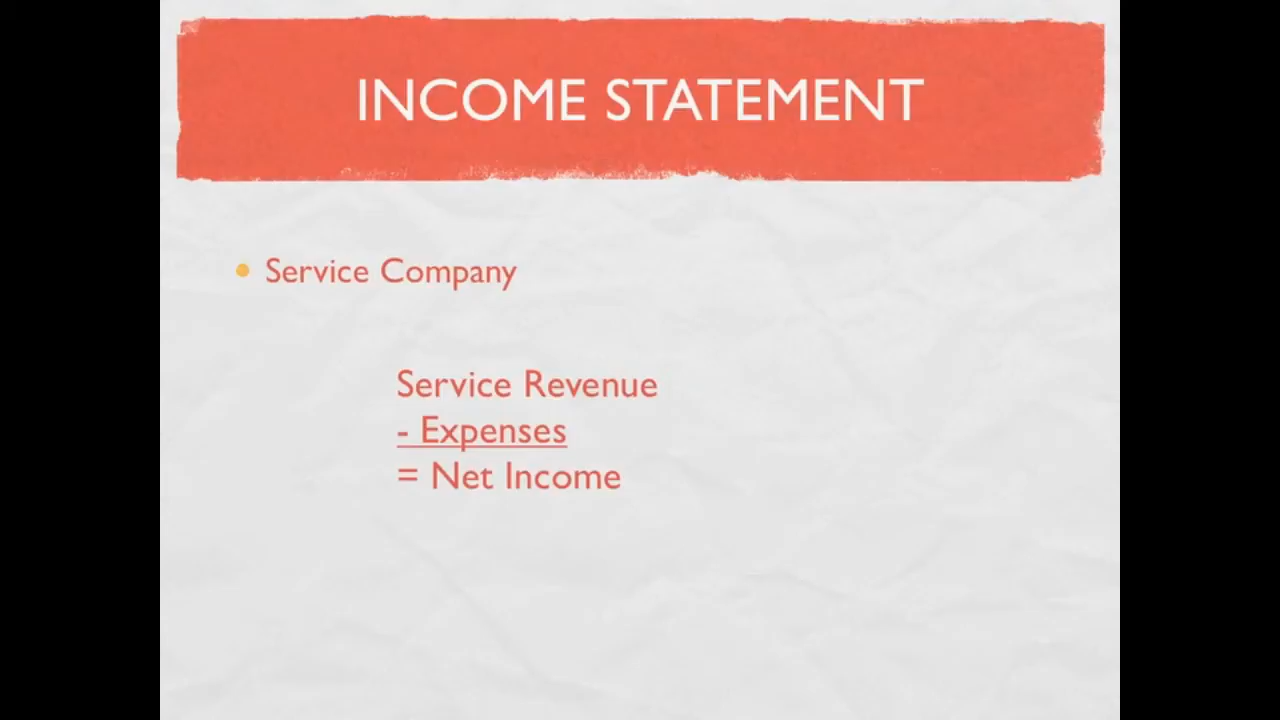 INCOME STATEMENT
Service Company
Service Revenue
- Expenses
= Net Income